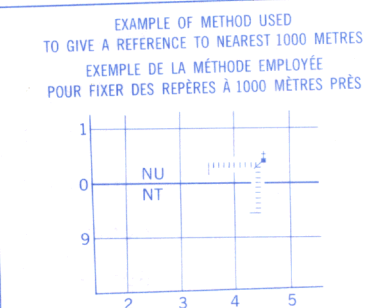 EXAMPLE OF METHOD USED
TO GIVE A REFERENCE TO NEAREST 1000 METRES
EXEMPLE DE LA MÉTHODE EMPLOYÉE
POUR FIXER DES REPÈRES À 1000 MÈTRES PRÈS
1
NU
0
NT
9
2 3 4 5